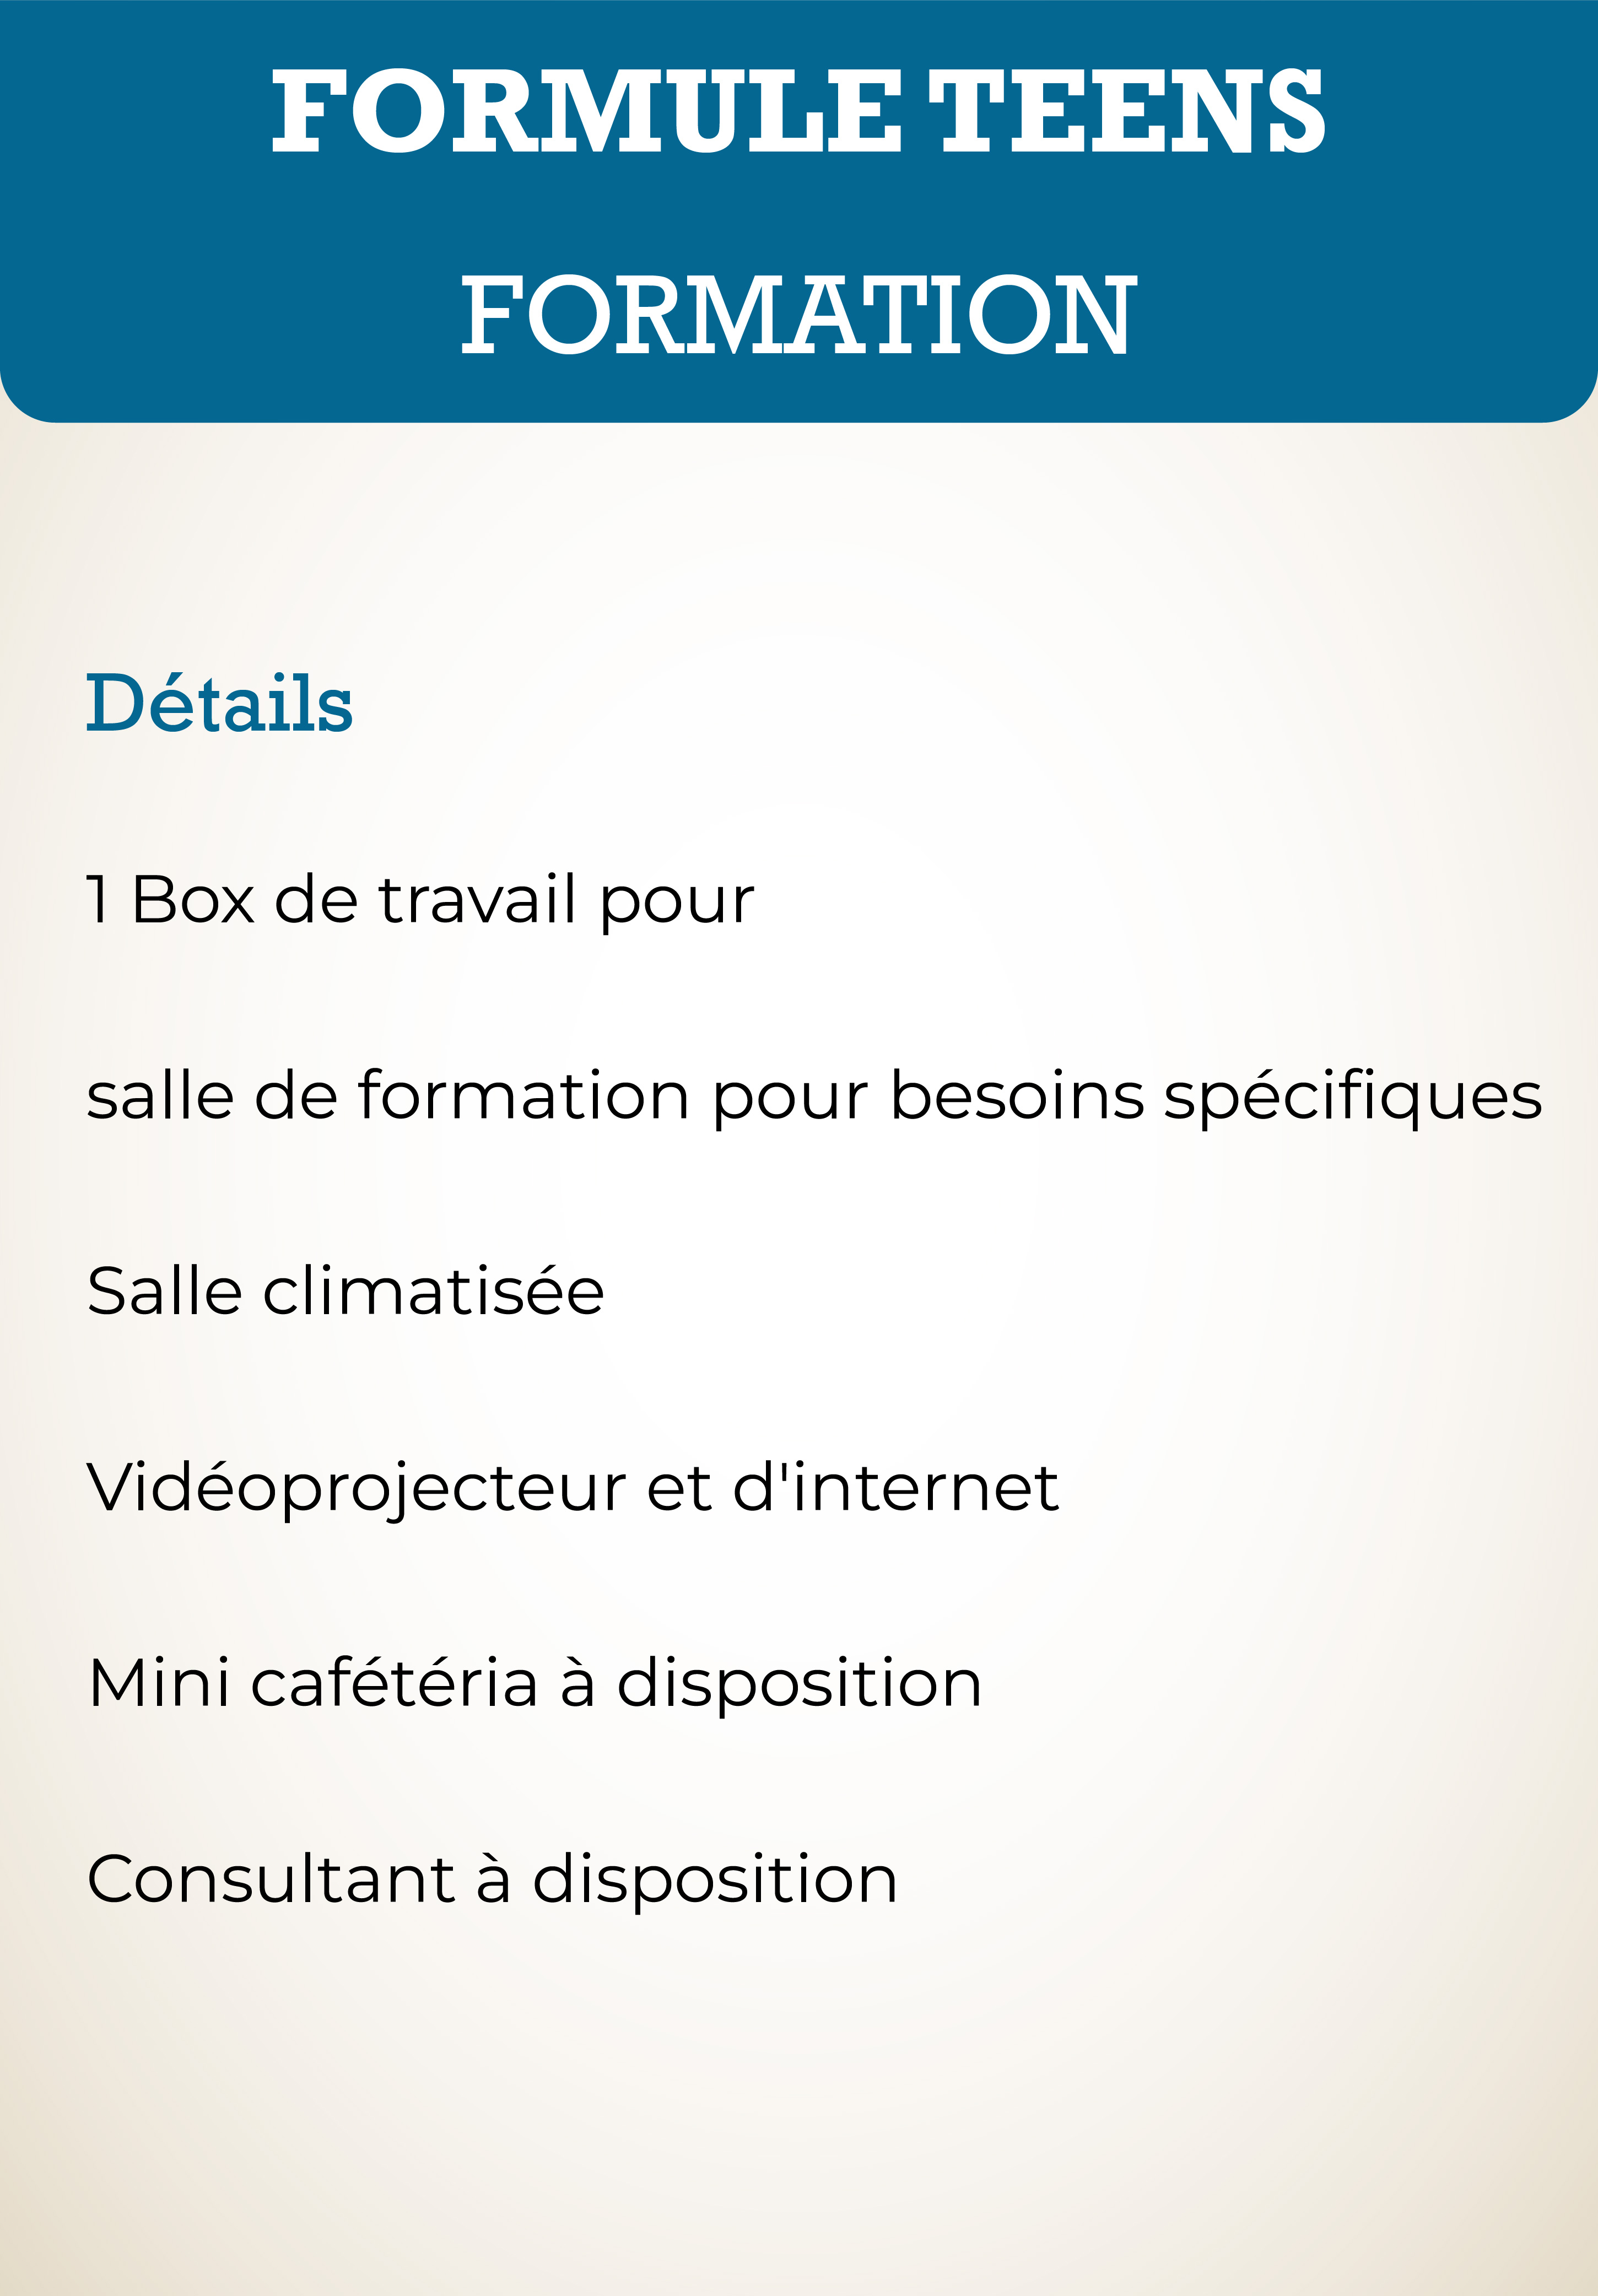 FORMULE TEENS
FORMATION
Détails
1 Box de travail pour
salle de formation pour besoins spécifiques
Salle climatisée
Vidéoprojecteur et d'internet
Mini cafétéria à disposition
Consultant à disposition